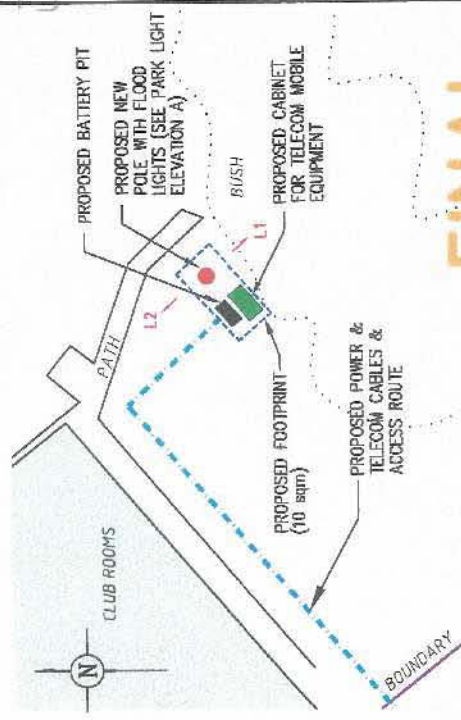 PROPOSED BATTERY PIT
PROPOSED NEW
POLE WITH FLOOD
LIGHTS (SEE PARK LIGHT
ELEVATION A)
BUSH
PROPOSED CABINET
FOR TELECOM MOBILE
EQUIPMENT
L1
L2
PATH
CLUB ROOMS
N
PROPOSED FOOTPRINT
(10 sqm)
PROPOSED POWER &
TELECOM CABLES &
ACCESS ROUTE
BOUNDARY